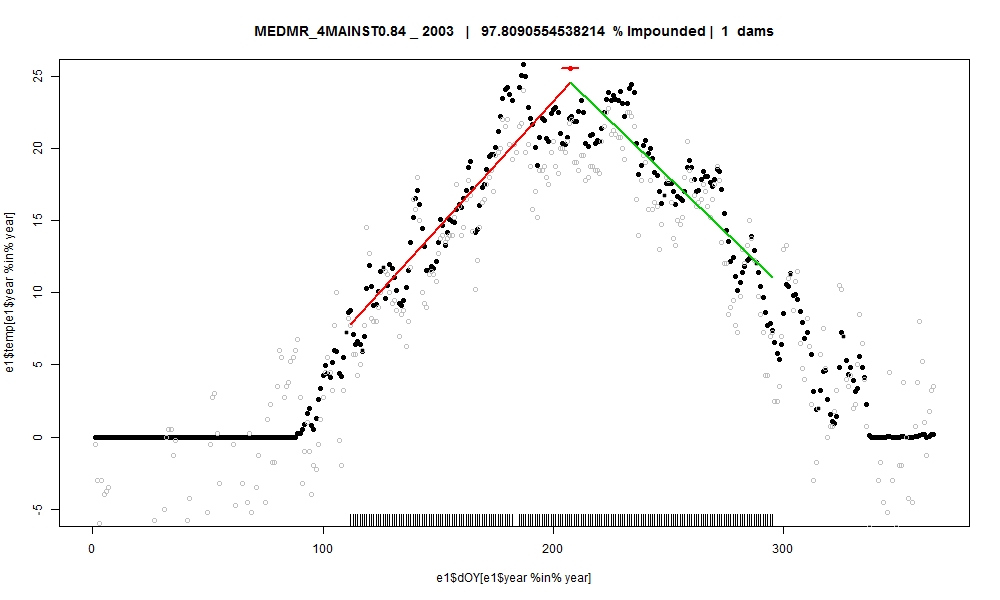 MEDMR_4MAINST0.84 _ 2003 | 97.8090554538214 % Impounded | 1 dams
e1$temp[e1$year %in% year]
25
20
15
10
5
0
-5
0 100 200 300
e1$dOY[e1$year %in% year]